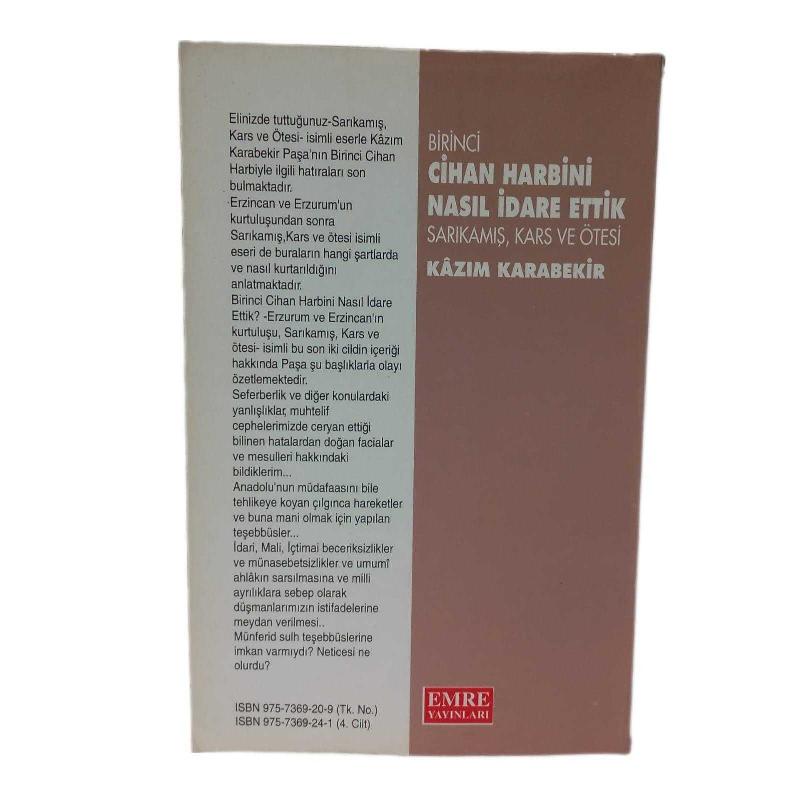 Elinizde tuttuğunuz-Sarıkamış,
Kars ve Ötesi- isimli eserle Kâzım
Karabekir Paşa'nın Birinci Cihan
Harbiyle ilgili hatıraları son
bulmaktadır.
Erzincan ve Erzurum'un
kurtuluşundan sonra
Sarıkamış,Kars ve ötesi isimli
eseri de buraların hangi şartlarda
ve nasıl kurtarıldığını
anlatmaktadır.
Birinci Cihan Harbini Nasıl İdare
Ettik? -Erzurum ve Erzincan'ın
kurtuluşu, Sarıkamış, Kars ve
ötesi- isimli bu son iki cildin içeriği
hakkında Paşa şu başlıklarla olayı
özetlemektedir.
Seferberlik ve diğer konulardaki
yanlışlıklar, muhtelif
cephelerimizde ceryan ettiği
bilinen hatalardan doğan facialar
ve mesulleri hakkındaki
bildiklerim...
Anadolu'nun müdafaasını bile
tehlikeye koyan çılgınca hareketler
ve buna mani olmak için yapılan
teşebbüsler...
İdari, Mali, İçtimai beceriksizlikler
ve münasebetsizlikler ve umumî
ahlâkın sarsılmasına ve milli
ayrılıklara sebep olarak
düşmanlarımızın istifadelerine
meydan verilmesi..
Münferid sulh teşebbüslerine
imkan varmıydı? Neticesi ne
olurdu?
ISBN 975-7369-20-9 (Tk. No.)
ISBN 975-7369-24-1 (4. Cilt)
BİRİNCİ
CİHAN HARBİNİ
NASIL İDARE ETTİK
SARIKAMIŞ, KARS VE ÖTESİ
KÂZIM KARABEKİR
EMRE
YAYINLARI